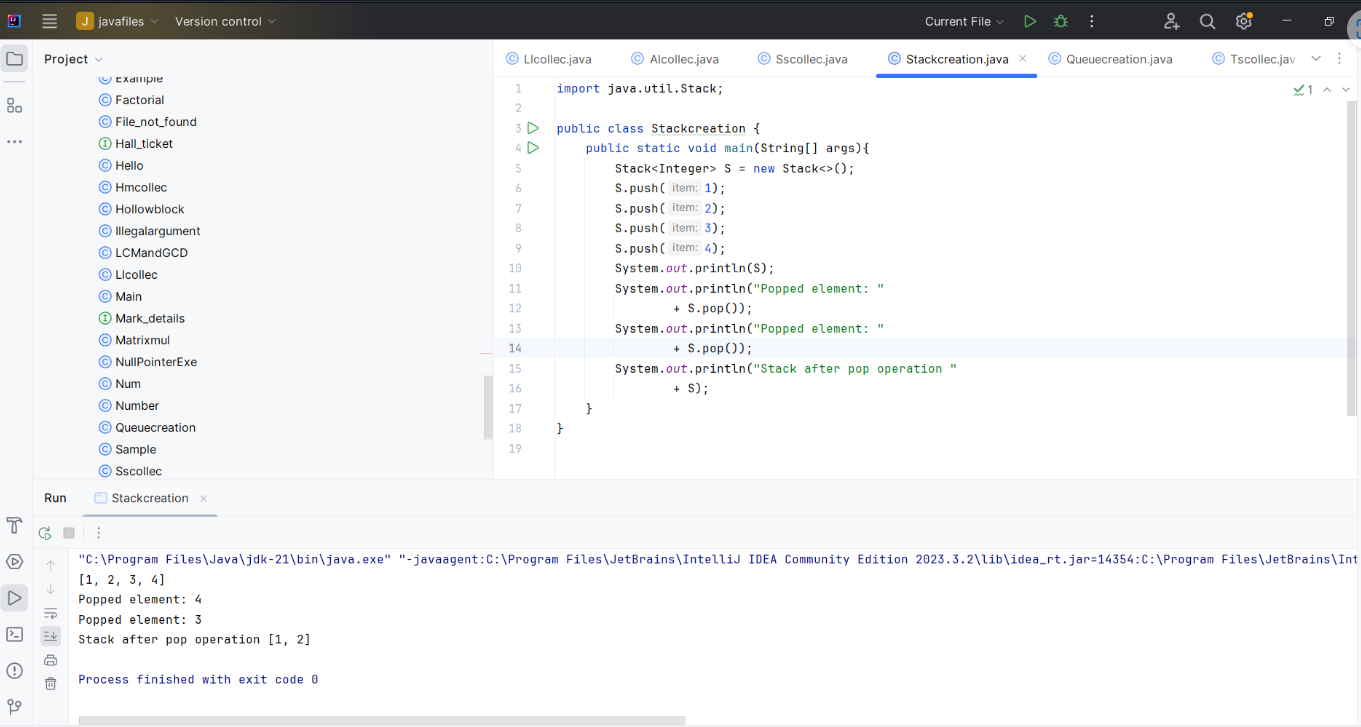 J javafiles Version control Current File
Project
LIcollec.java AIcollec.java Sscollec.java Stackcreation.java Queuecreation.java Tscollec.jav
Example
C Factorial
C File_not_found
I Hall_ticket
C Hello
C Hmcollec
C Hollowblock
C Illegalargument
C LCMandGCD
C LIcollec
C Main
I Mark_details
C Matrixmul
C NullPointerExe
C Num
C Number
C Queuecreation
C Sample
C Sscollec
1 import java.util.Stack; 1
2
3 public class Stackcreation {
4 public static void main(String[] args){
5 Stack<Integer> S = new Stack<>();
6 S.push( item: 1);
7 S.push( item: 2);
8 S.push( item: 3);
9 S.push( item: 4);
10 System.out.println(S);
11 System.out.println("Popped element: "
12 + S.pop());
13 System.out.println("Popped element: "
14 + S.pop());
15 System.out.println("Stack after pop operation "
16 + S);
17 }
18 }
19
Run Stackcreation
"C:\Program Files\Java\jdk-21\bin\java.exe" "-javaagent:C:\Program Files\JetBrains\IntelliJ IDEA Community Edition 2023.3.2\lib\idea_rt.jar=14354:C:\Program Files\JetBrains\Int
[1, 2, 3, 4]
Popped element: 4
Popped element: 3
Stack after pop operation [1, 2]
Process finished with exit code 0